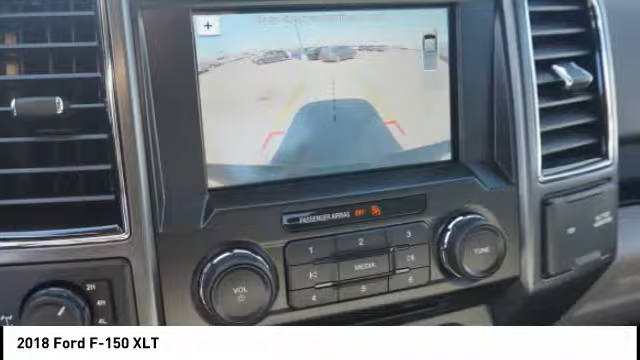 +
PASSENGER AIRBAG OFF
1 2 3
MEDIA
4 5 6
VOL
TUNE
2H
4H
4L
2018 Ford F-150 XLT